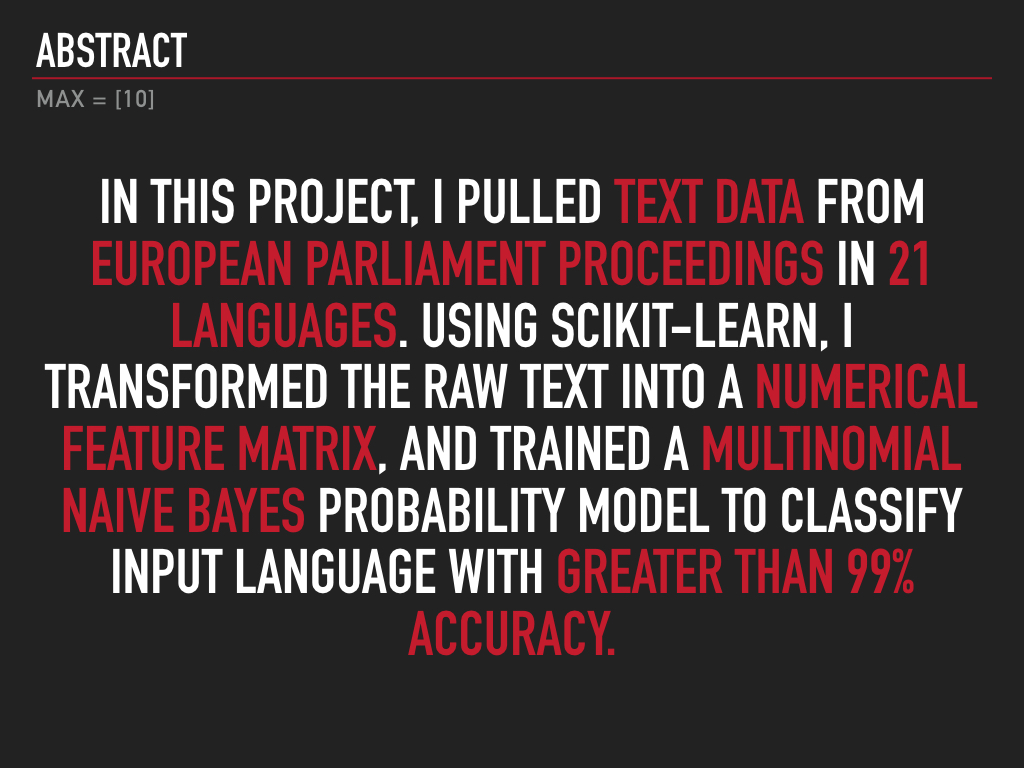 ABSTRACT
MAX = [10]
IN THIS PROJECT, I PULLED TEXT DATA FROM
EUROPEAN PARLIAMENT PROCEEDINGS IN 21
LANGUAGES. USING SCIKIT-LEARN, I
TRANSFORMED THE RAW TEXT INTO A NUMERICAL
FEATURE MATRIX, AND TRAINED A MULTINOMIAL
NAIVE BAYES PROBABILITY MODEL TO CLASSIFY
INPUT LANGUAGE WITH GREATER THAN 99%
ACCURACY.